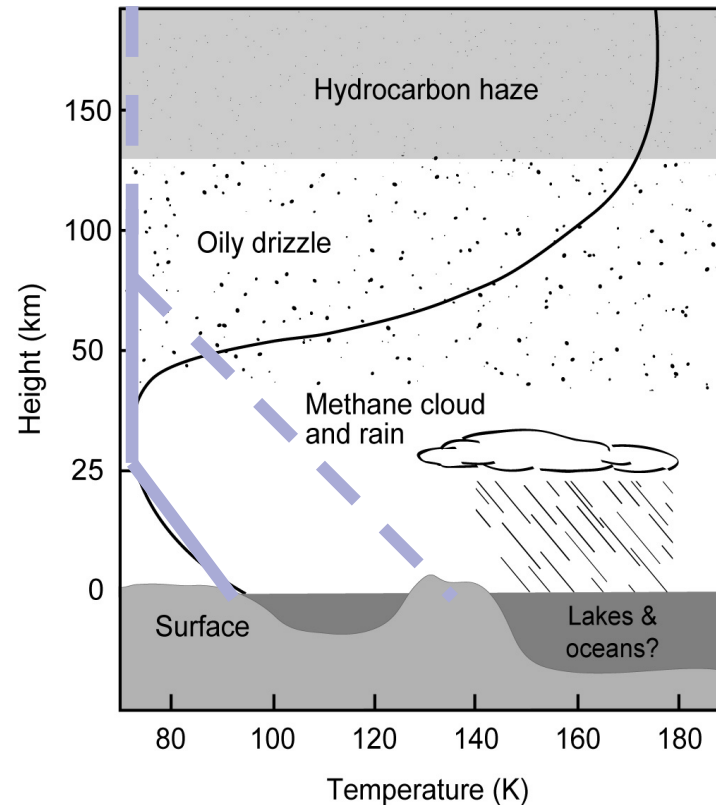 Hydrocarbon haze
150
Oily drizzle
100
Height (km)
50
Methane cloud
and rain
25
0
Surface
Lakes &
oceans?
80 100 120 140 160 180
Temperature (K)